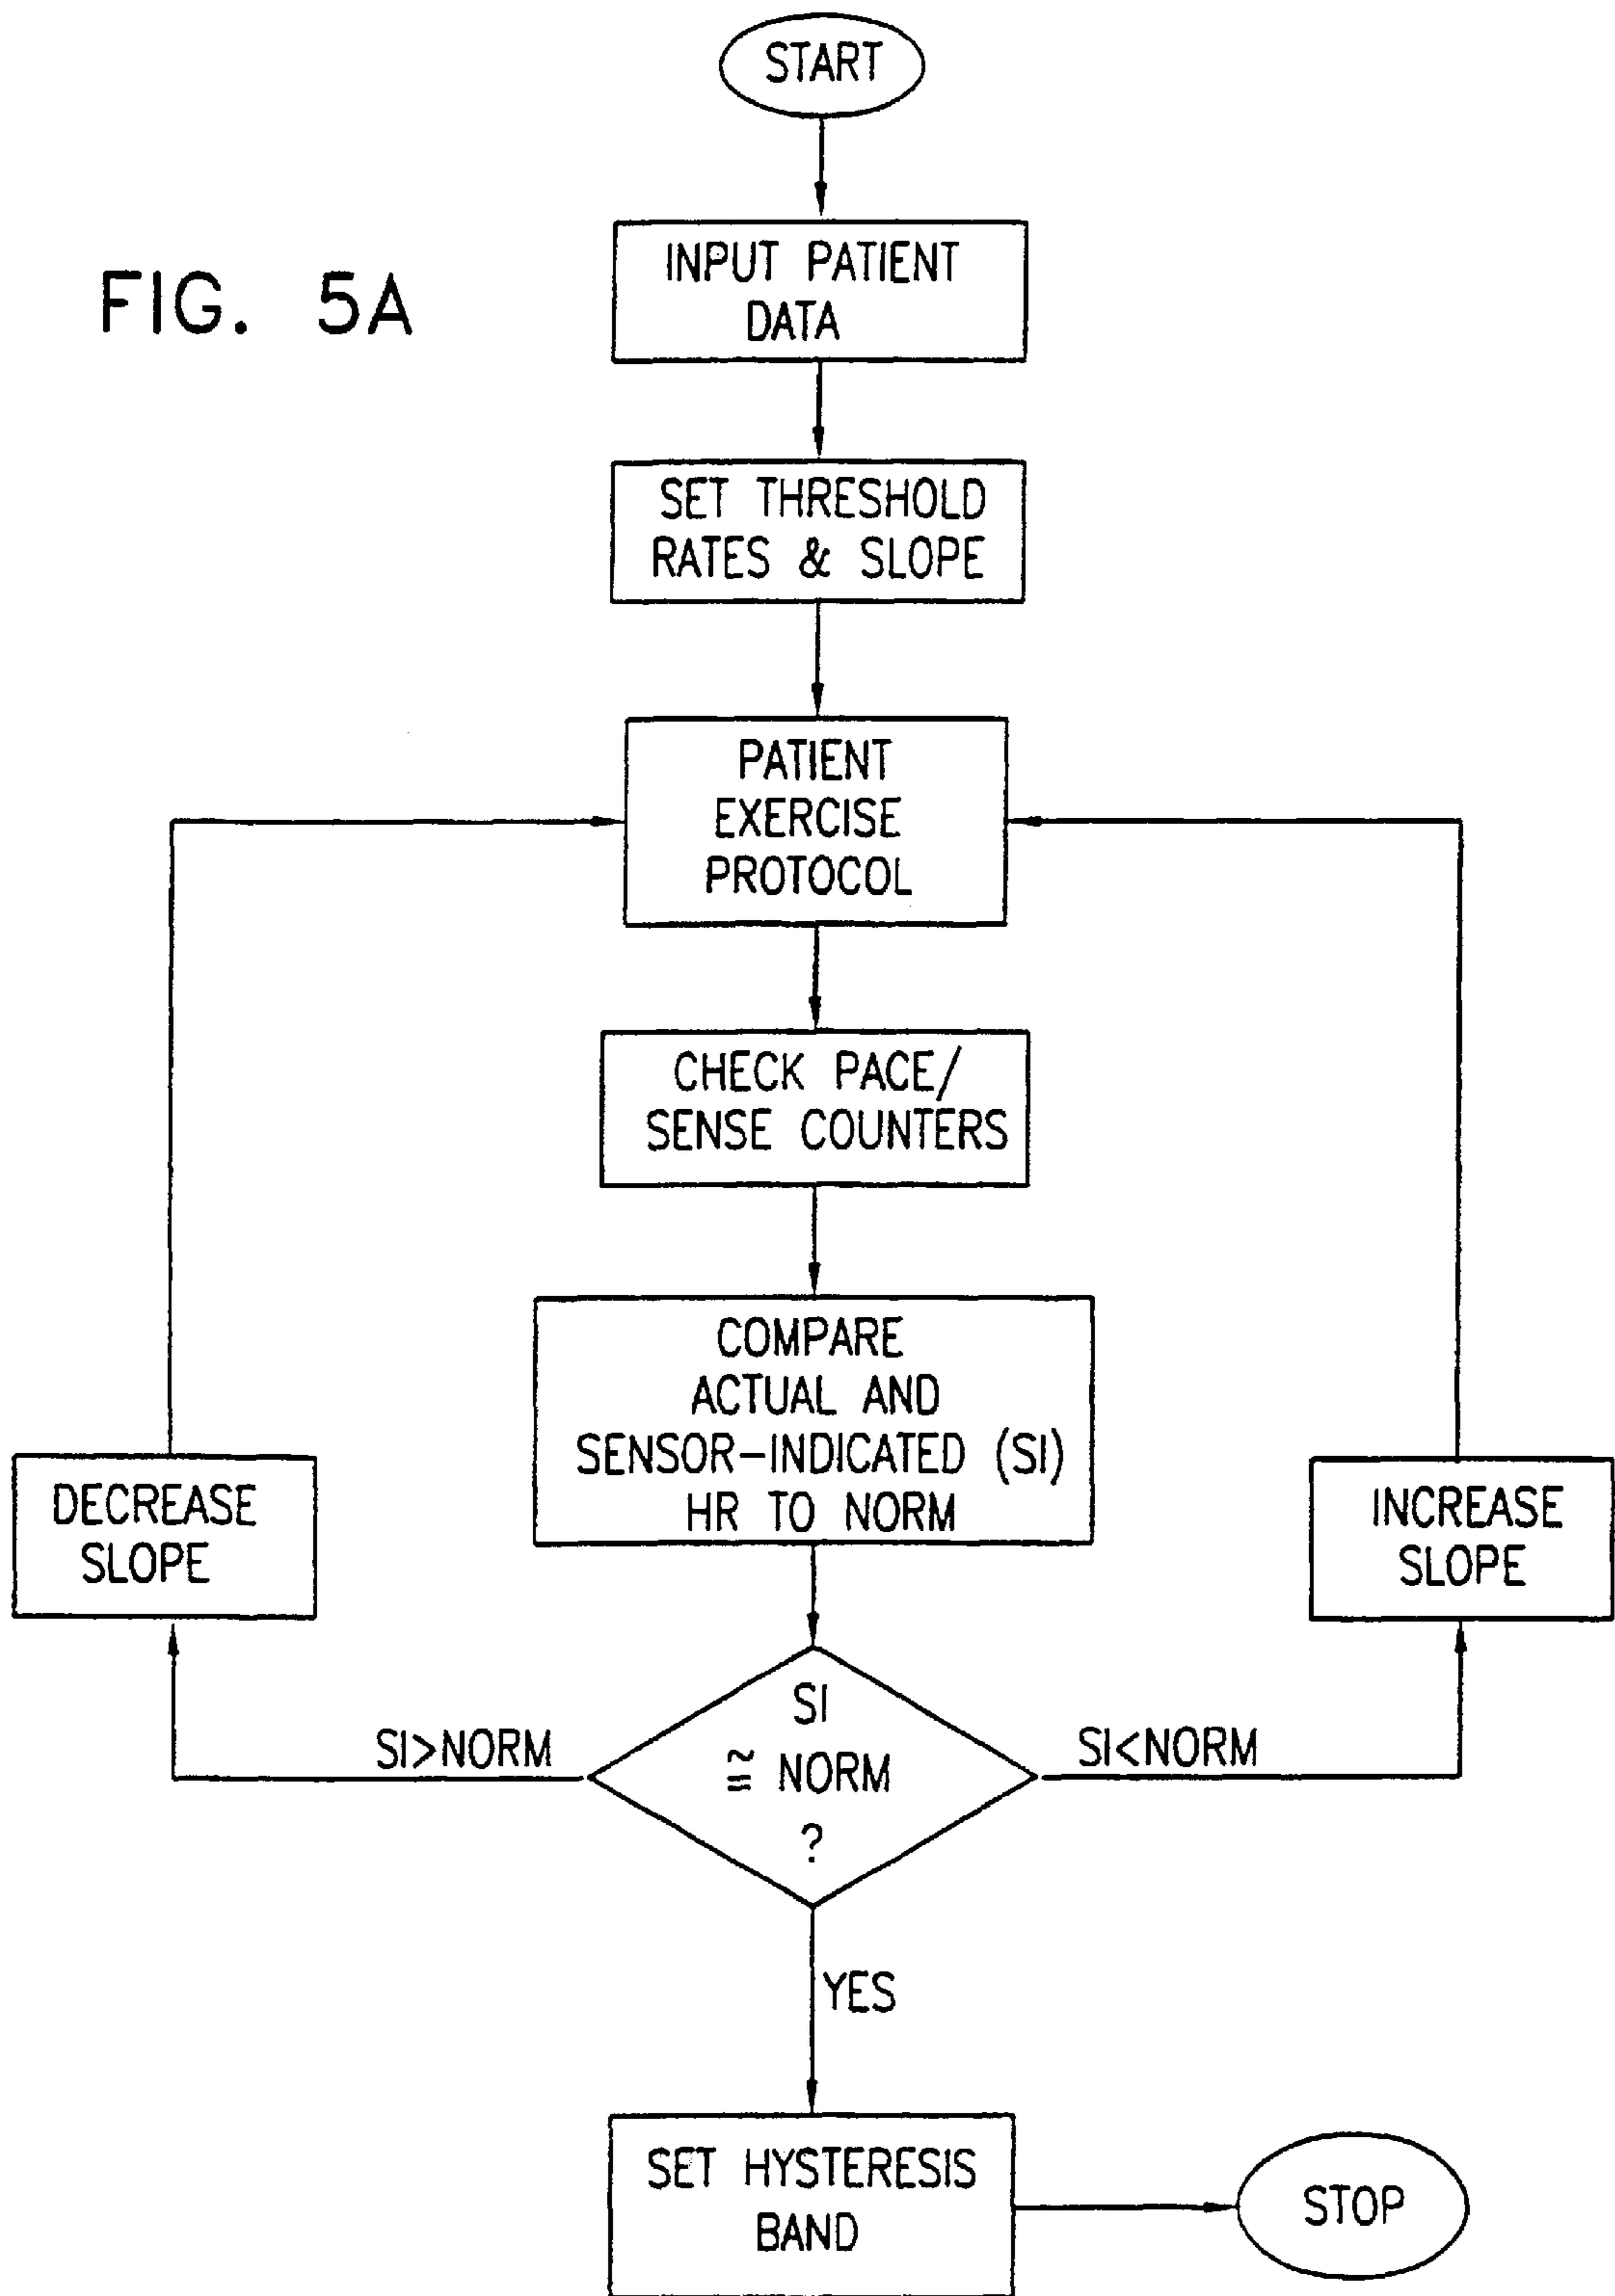 START
FIG. 5A
INPUT PATIENT
DATA
SET THRESHOLD
RATES & SLOPE
PATIENT
EXERCISE
PROTOCOL
CHECK PACE/
SENSE COUNTERS
COMPARE
ACTUAL AND
SENSOR-INDICATED (SI)
HR TO NORM
DECREASE
SLOPE
INCREASE
SLOPE
SI>NORM
SI
≅ NORM
?
SI<NORM
YES
SET HYSTERESIS
BAND
STOP